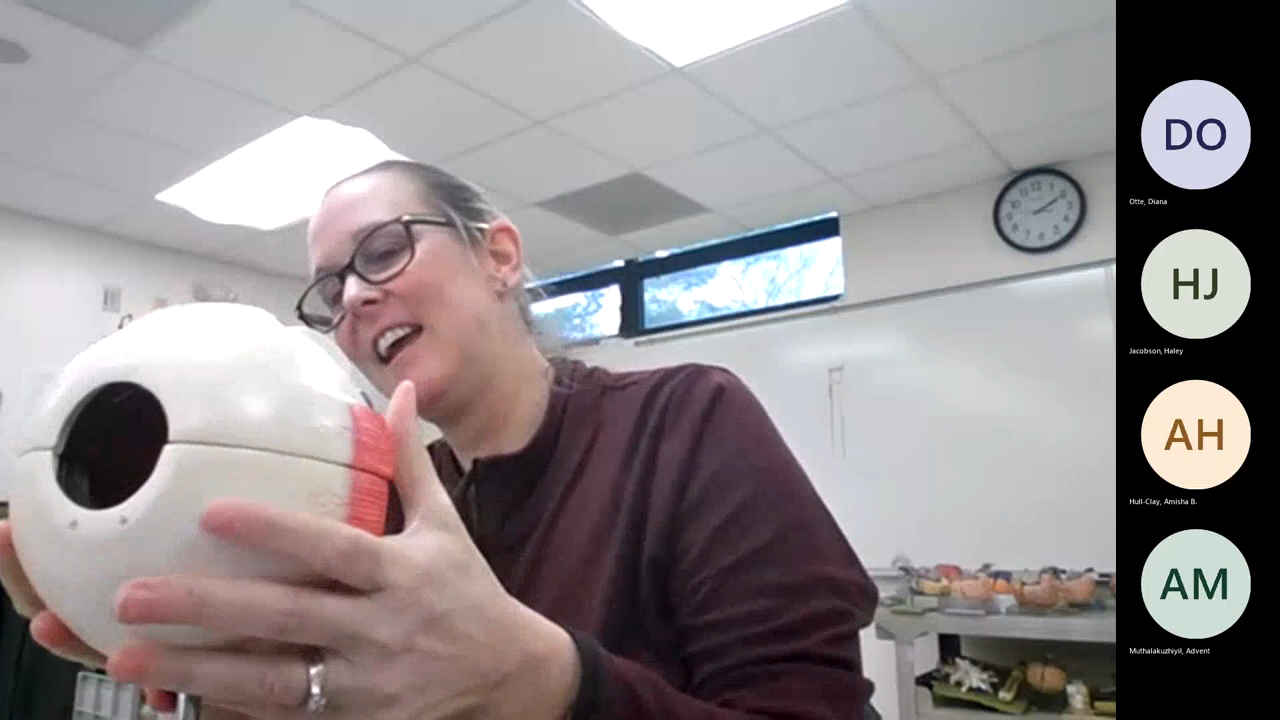 DO
Otte, Diana
HJ
Jacobson, Haley
AH
Hull-Clay, Amisha B.
AM
Muthalakuzhiyil, Advent